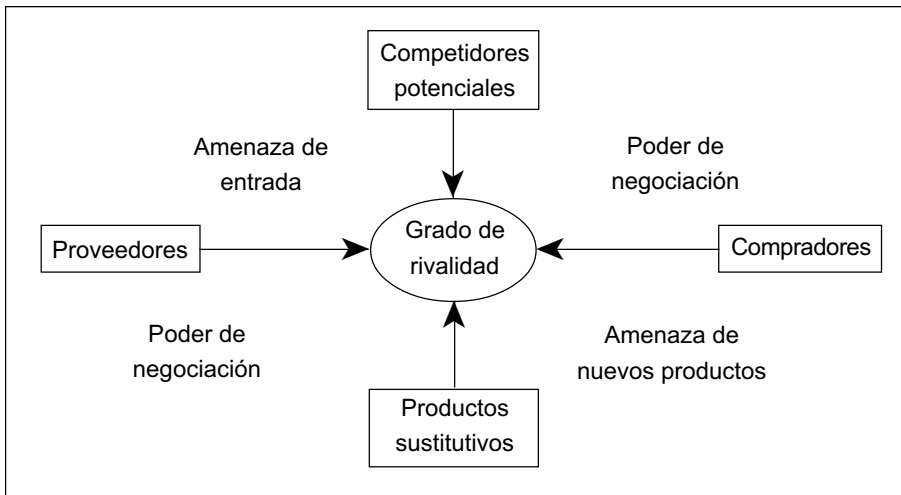 Competidores
potenciales
Amenaza de
entrada
Poder de
negociación
Proveedores
Grado de
rivalidad
Compradores
Poder de
negociación
Amenaza de
nuevos productos
Productos
sustitutivos